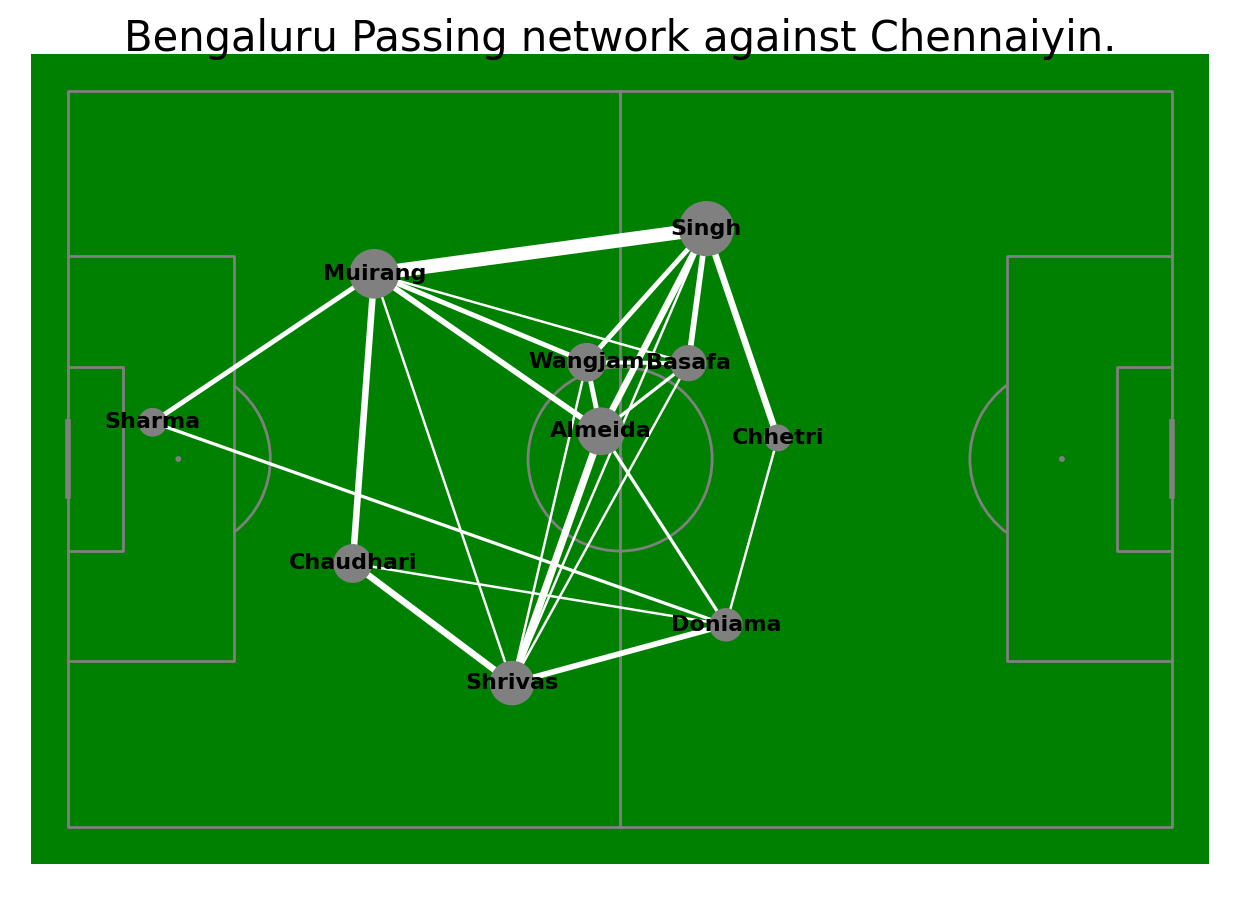 Bengaluru Passing network against Chennaiyin.
Singh
Muirang
Wangjam
Basafa
Sharma
Almeida
Chhetri
Chaudhari
Doniama
Shrivas